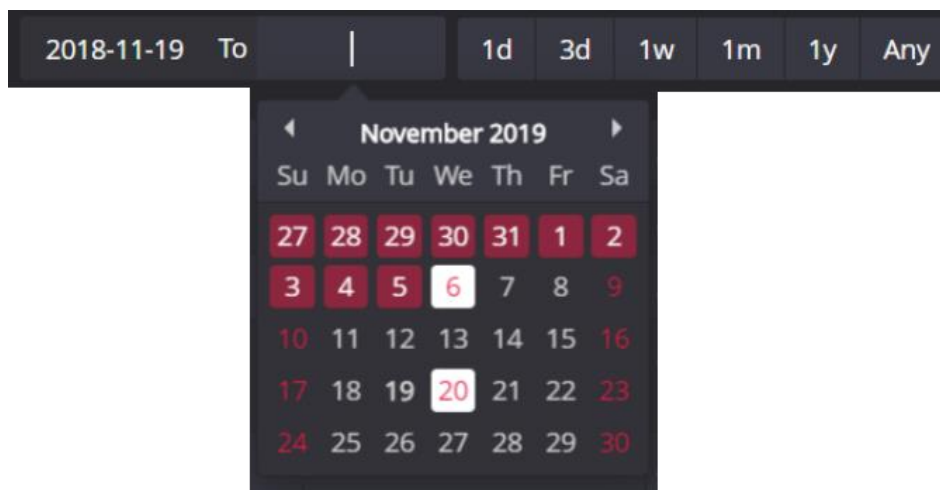 2018-11-19 To 1d 3d 1w 1m 1y Any
November 2019
Su Mo Tu We Th Fr Sa
27 28 29 30 31 1 2
3 4 5 6 7 8 9
10 11 12 13 14 15 16
17 18 19 20 21 22 23
24 25 26 27 28 29 30